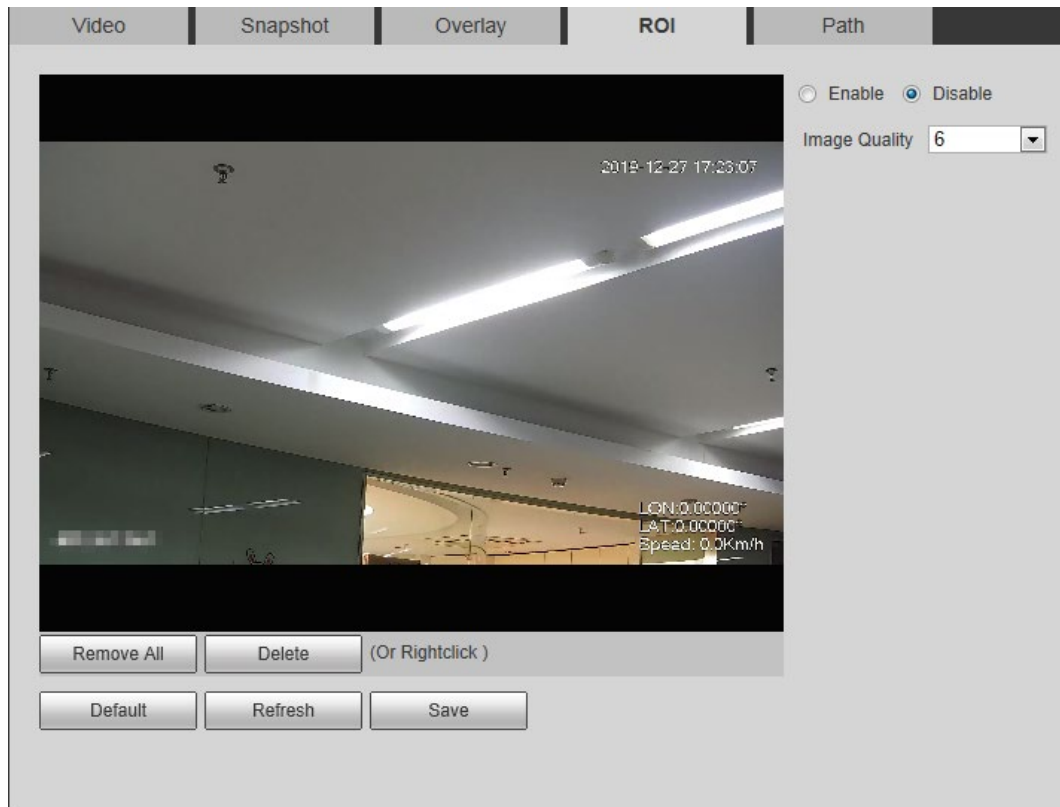 Video Snapshot Overlay ROI Path
Enable Disable
Image Quality 6
2019-12-27 17:23:07
LON:0.00000°
LAT:0.00000°
Speed: 0.0Km/h
Remove All Delete (Or Rightclick )
Default Refresh Save